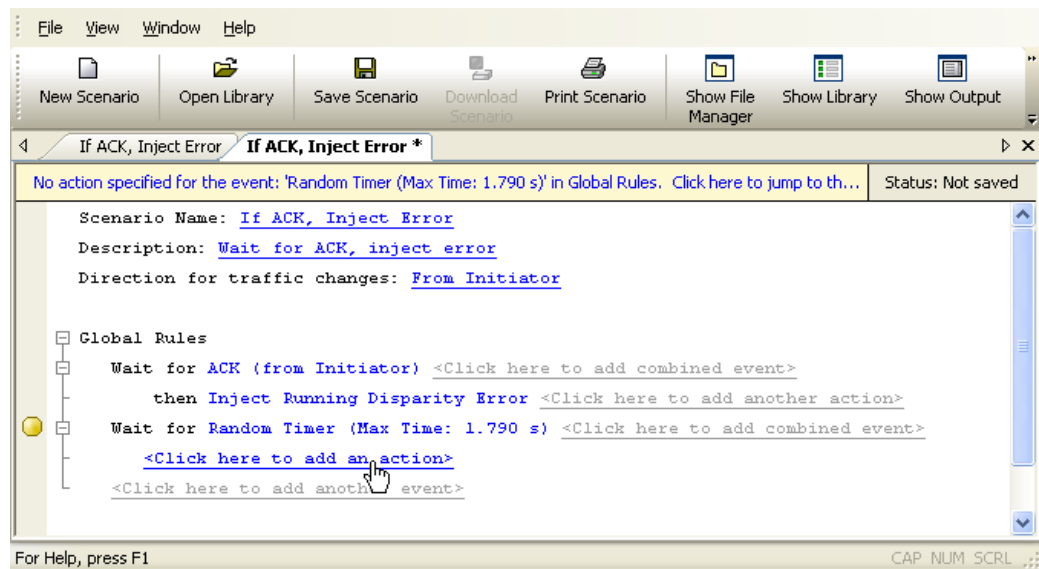 File View Window Help
New Scenario Open Library Save Scenario Download Scenario Print Scenario Show File Manager Show Library Show Output
If ACK, Inject Error If ACK, Inject Error *
No action specified for the event: 'Random Timer (Max Time: 1.790 s)' in Global Rules. Click here to jump to th... Status: Not saved
Scenario Name: If ACK, Inject Error
Description: Wait for ACK, inject error
Direction for traffic changes: From Initiator
Global Rules
Wait for ACK (from Initiator) <Click here to add combined event>
then Inject Running Disparity Error <Click here to add another action>
Wait for Random Timer (Max Time: 1.790 s) <Click here to add combined event>
<Click here to add an action>
<Click here to add another event>
For Help, press F1 CAP NUM SCRL